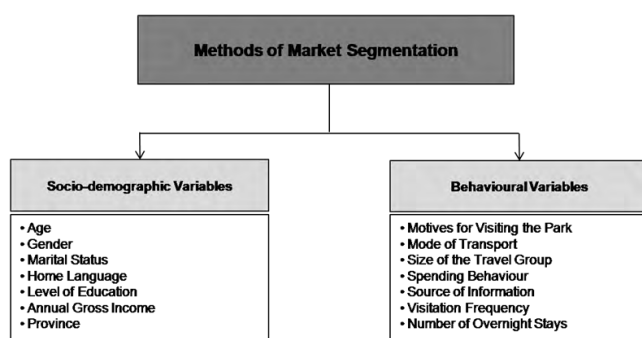 Methods of Market Segmentation
Socio-demographic Variables
• Age
• Gender
• Marital Status
• Home Language
• Level of Education
• Annual Gross Income
• Province
Behavioural Variables
• Motives for Visiting the Park
• Mode of Transport
• Size of the Travel Group
• Spending Behaviour
• Source of Information
• Visitation Frequency
• Number of Overnight Stays